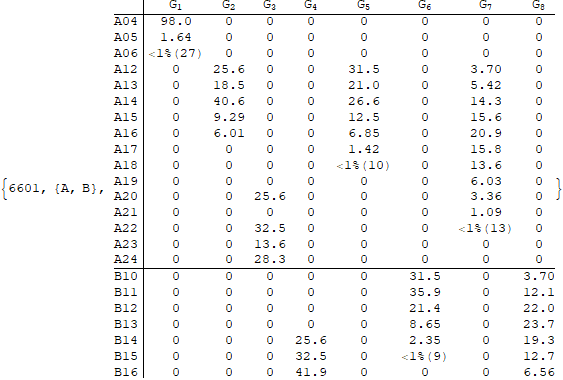 G₁ G₂ G₃ G₄ G₅ G₆ G₇ G₈
A04 98.0 0 0 0 0 0 0 0
A05 1.64 0 0 0 0 0 0 0
A06 <1%(27) 0 0 0 0 0 0 0
A12 0 25.6 0 0 31.5 0 3.70 0
A13 0 18.5 0 0 21.0 0 5.42 0
A14 0 40.6 0 0 26.6 0 14.3 0
A15 0 9.29 0 0 12.5 0 15.6 0
A16 0 6.01 0 0 6.85 0 20.9 0
A17 0 0 0 0 1.42 0 15.8 0
A18 0 0 0 0 <1%(10) 0 13.6 0
{6601, {A, B}, A19 0 0 0 0 0 0 6.03 0 }
A20 0 0 25.6 0 0 0 3.36 0
A21 0 0 0 0 0 0 1.09 0
A22 0 0 32.5 0 0 0 <1%(13) 0
A23 0 0 13.6 0 0 0 0 0
A24 0 0 28.3 0 0 0 0 0
B10 0 0 0 0 0 31.5 0 3.70
B11 0 0 0 0 0 35.9 0 12.1
B12 0 0 0 0 0 21.4 0 22.0
B13 0 0 0 0 0 8.65 0 23.7
B14 0 0 0 25.6 0 2.35 0 19.3
B15 0 0 0 32.5 0 <1%(9) 0 12.7
B16 0 0 0 41.9 0 0 0 6.56